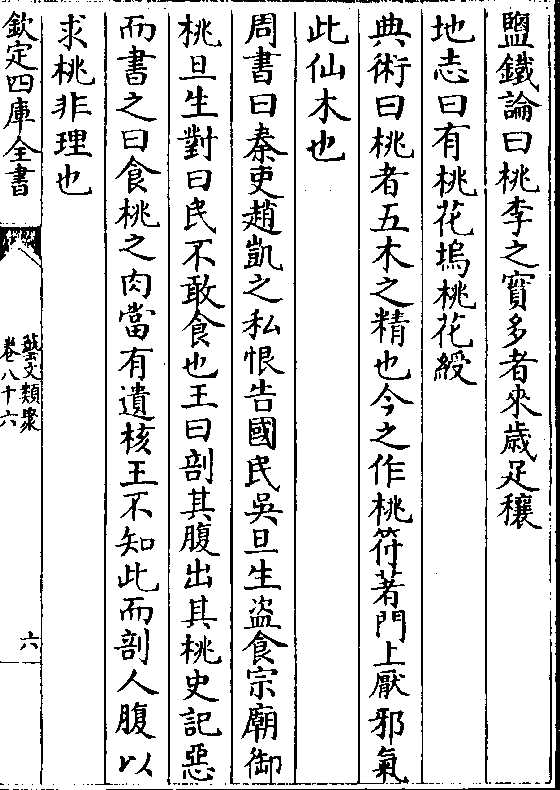 鹽鐵論曰桃李之實多者來歲足穰
地志曰有桃花塢桃花綬
典術曰桃者五木之精也今之作桃符著門上厭邪氣
此仙木也
周書曰秦吏趙凱之私恨告國民吳旦生盗食宗廟御
桃旦生對曰民不敢食也王曰剖其腹出其桃史記惡
而書之曰食桃之肉當有遺核王不知此而剖人腹以
求桃非理也
欽定四庫全書
藝文類聚
卷八十六
六